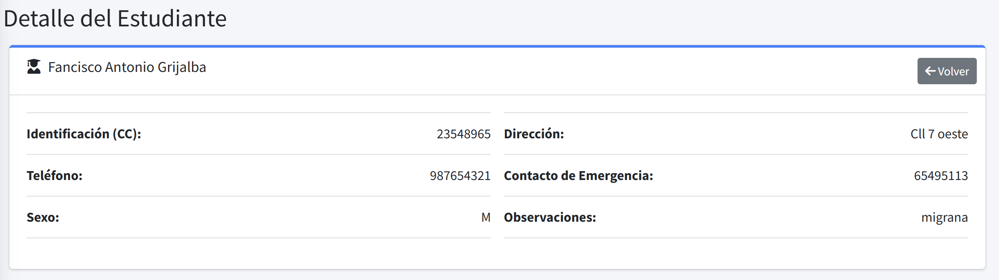 Detalle del Estudiante
Fancisco Antonio Grijalba
Volver
Identificación (CC): 23548965
Dirección: Cll 7 oeste
Teléfono: 987654321
Contacto de Emergencia: 65495113
Sexo: M
Observaciones: migrana